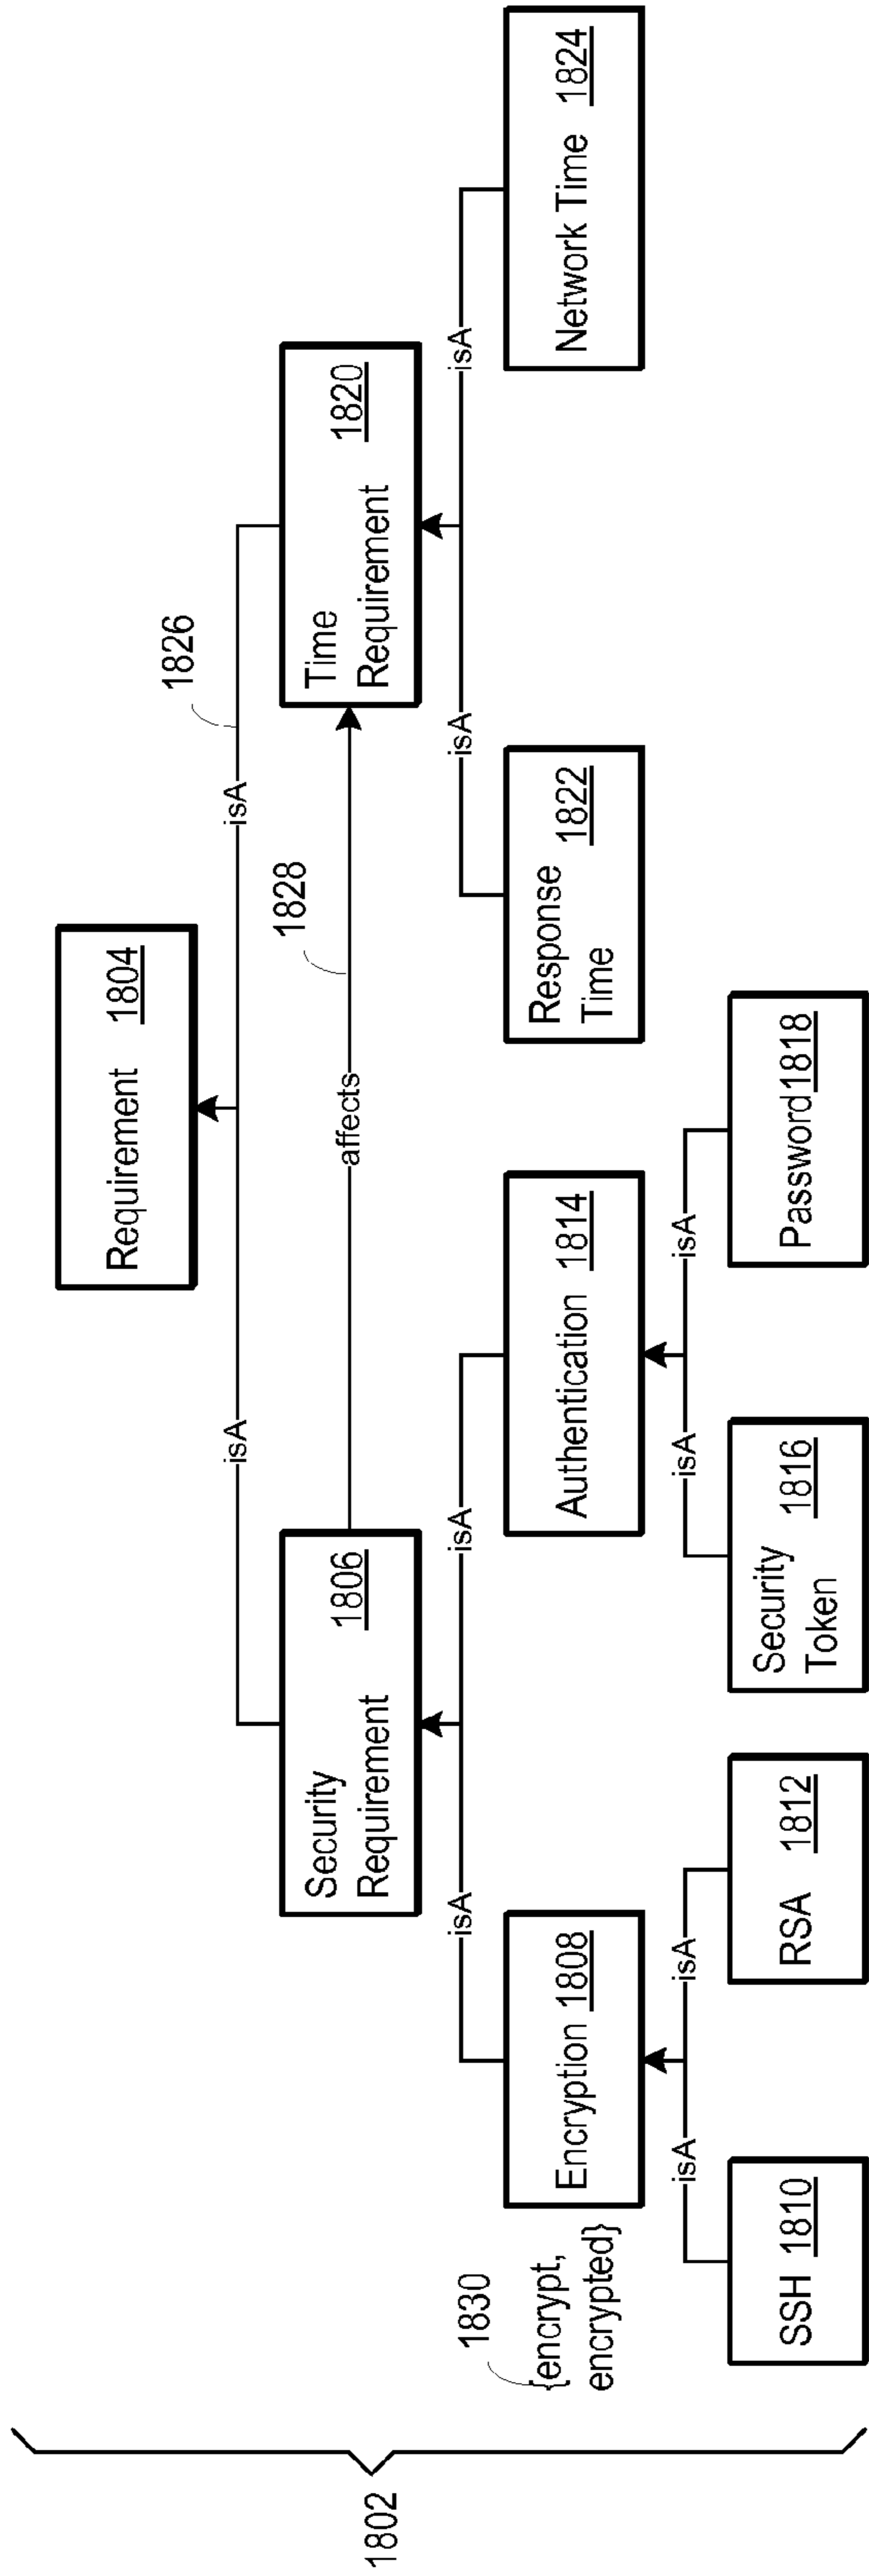 1802
Requirement 1804
isA
isA
1826
Security
Requirement 1806
affects
1828
Time
Requirement 1820
isA
isA
isA
isA
1830
{encrypt,
encrypted}
Encryption 1808
Authentication 1814
Response
Time 1822
Network Time 1824
isA
isA
isA
isA
SSH 1810
RSA 1812
Security
Token 1816
Password 1818